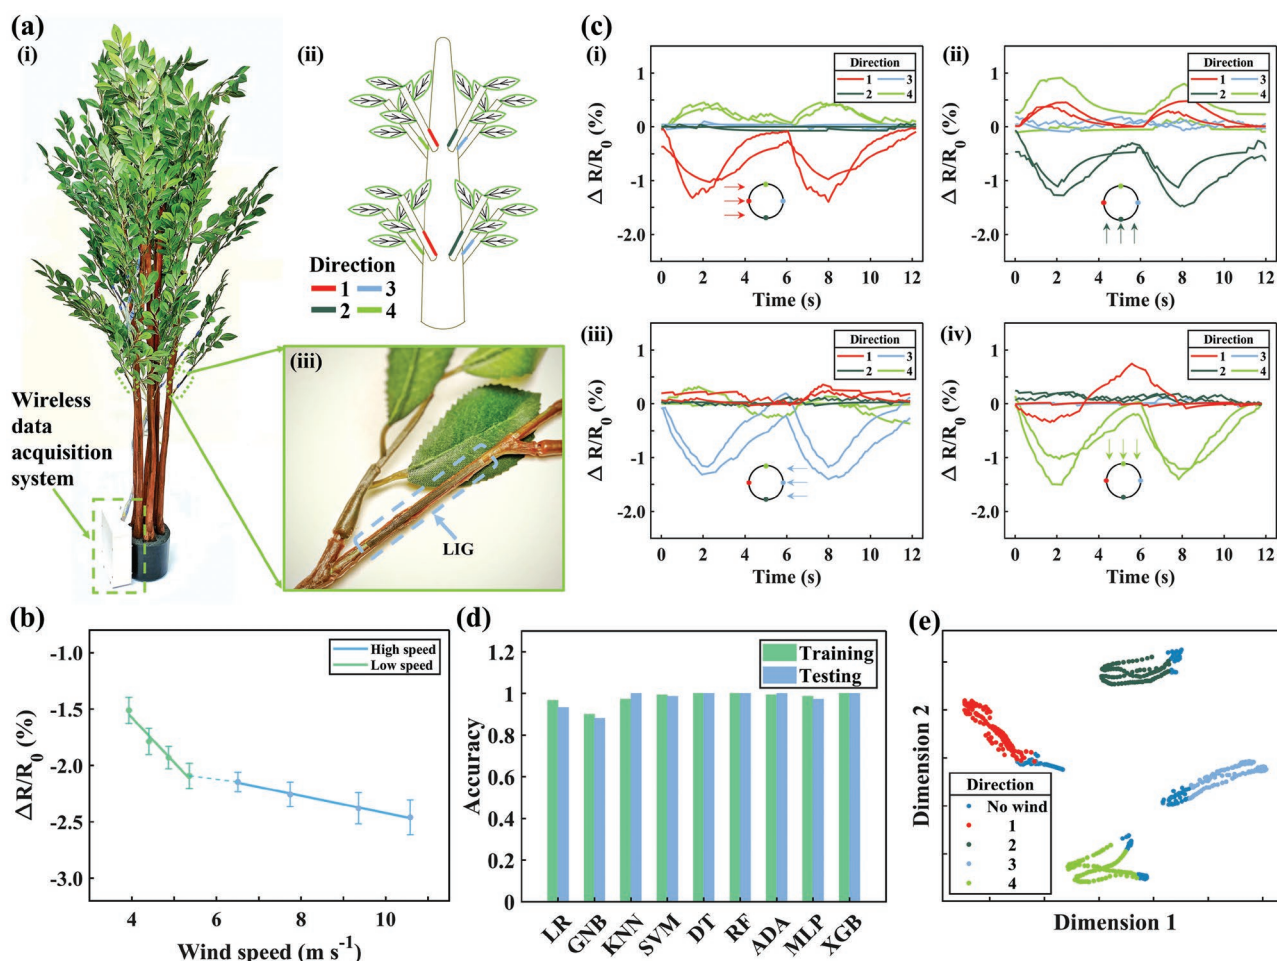 (a)
(i)
(ii)
Direction
1 3
2 4
(iii)
LIG
Wireless
data
acquisition
system
(c)
(i)
Direction
1 3
2 4
1
0
-1
-2.0
Δ R/R0 (%)
0 2 4 6 8 10 12
Time (s)
(ii)
Direction
1 3
2 4
1
0
-1
-2.0
Δ R/R0 (%)
0 2 4 6 8 10 12
Time (s)
(iii)
Direction
1 3
2 4
1
0
-1
-2.0
Δ R/R0 (%)
0 2 4 6 8 10 12
Time (s)
(iv)
Direction
1 3
2 4
1
0
-1
-2.0
Δ R/R0 (%)
0 2 4 6 8 10 12
Time (s)
(b)
High speed
Low speed
-1.0
-1.5
-2.0
-2.5
-3.0
ΔR/R0 (%)
4 6 8 10
Wind speed (m s-1)
(d)
Training
Testing
1.2
1
0.8
0.6
0.4
0.2
0
Accuracy
LR GNB KNN SVM DT RF ADA MLP XGB
(e)
Dimension 2
Direction
No wind
1
2
3
4
Dimension 1